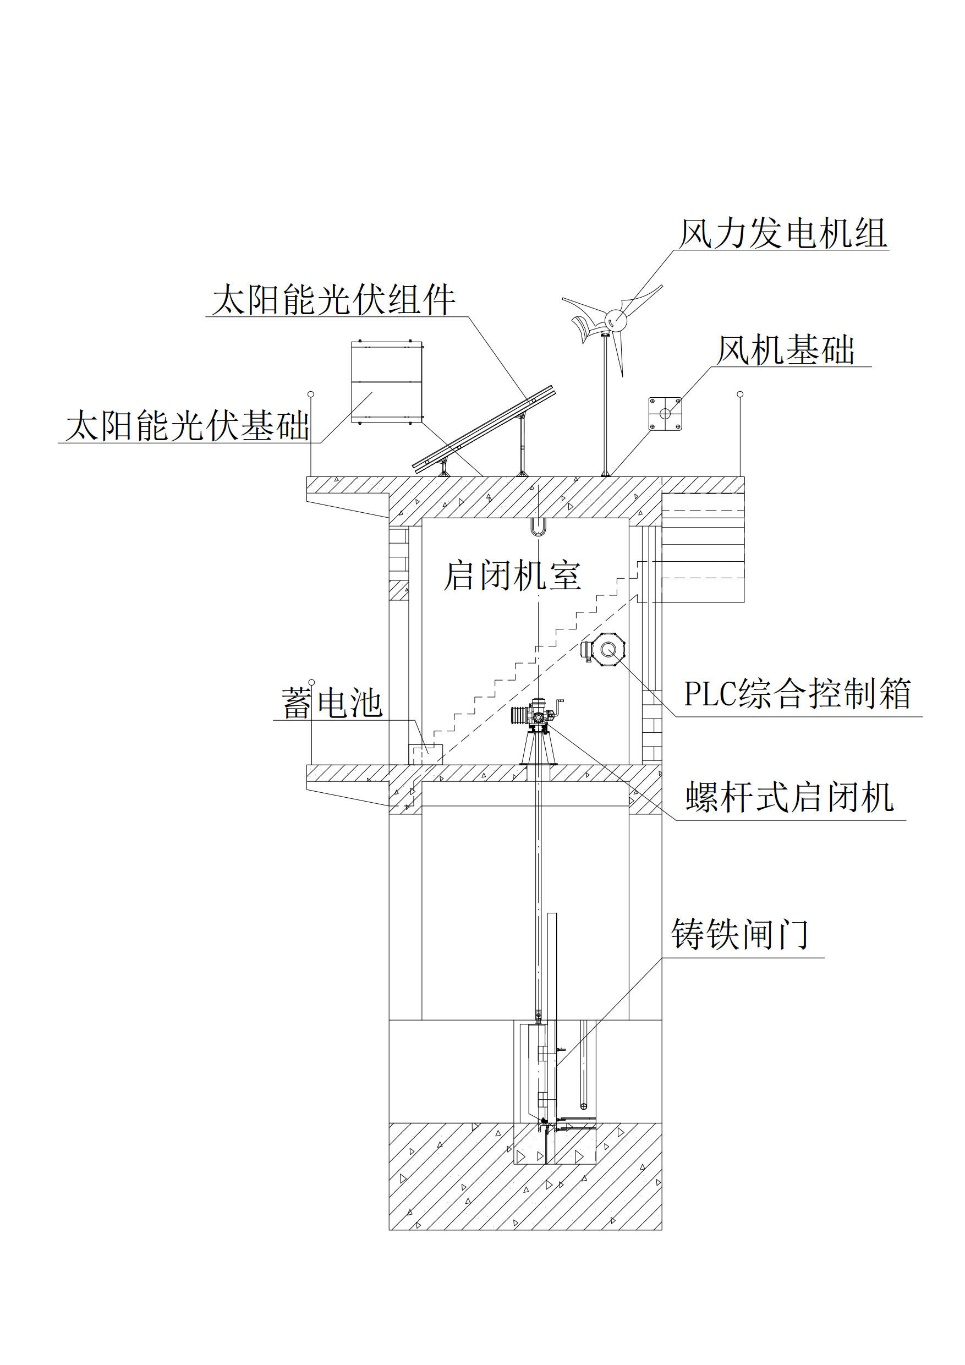 风力发电机组
太阳能光伏组件
风机基础
太阳能光伏基础
启闭机室
PLC综合控制箱
蓄电池
螺杆式启闭机
铸铁闸门